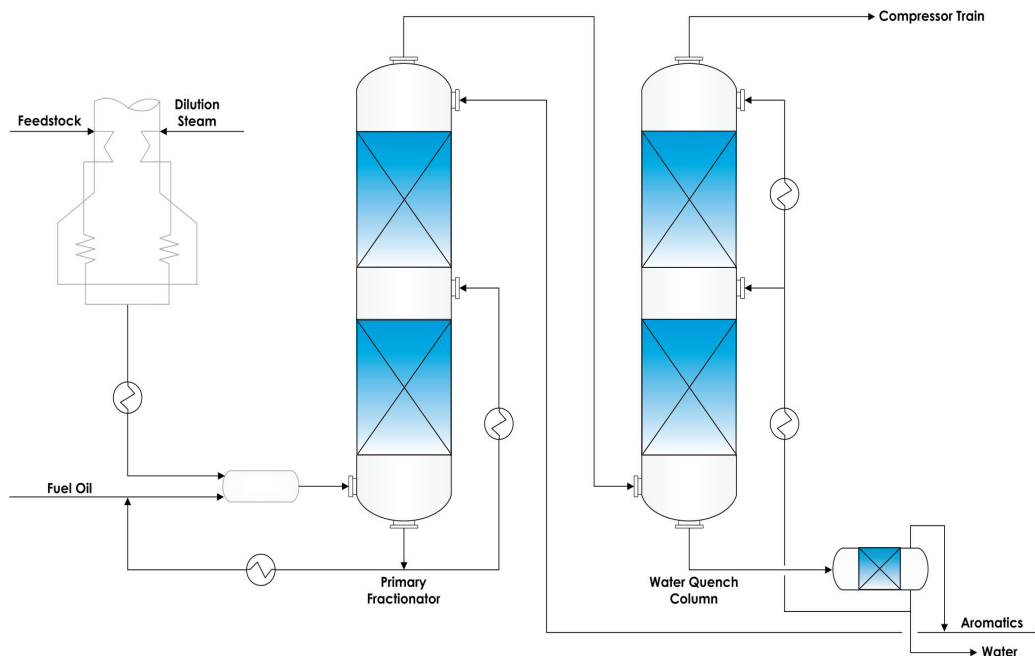 Compressor Train
Feedstock
Dilution
Steam
Fuel Oil
Primary
Fractionator
Water Quench
Column
Aromatics
Water